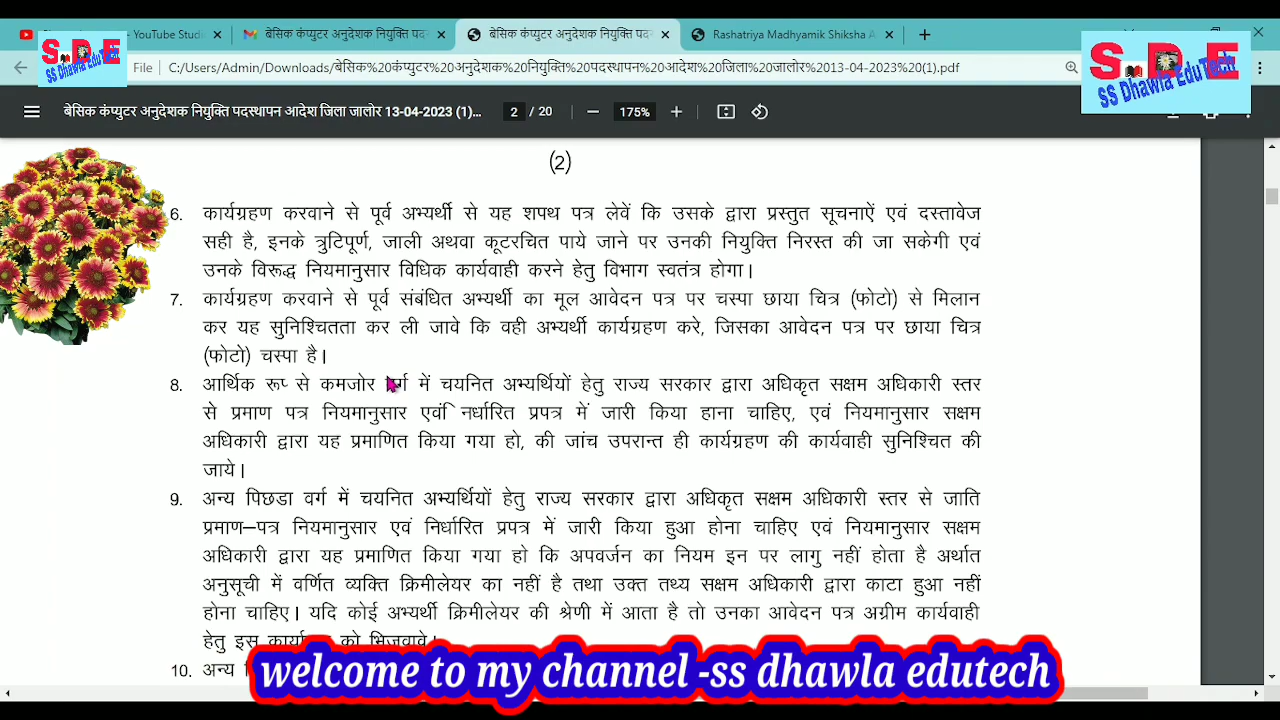 - YouTube Stud
बेसिक कंप्युटर अनुदेशक नियुक्ति पद
बेसिक कंप्युटर अनुदेशक नियुक्ति पद
Rashatriya Madhyamik Shiksha A
S.D.E
SS Dhawla EduTech
S.D.E
SS Dhawla EduTech
File C:/Users/Admin/Downloads/बेसिक%20कंप्युटर%20अनुदेशक%20नियुक्ति%20पदस्थापन%20आदेश%20जिला%20जालोर%2013-04-2023%20(1).pdf
बेसिक कंप्युटर अनुदेशक नियुक्ति पदस्थापन आदेश जिला जालोर 13-04-2023 (1)... 2 / 20 175%
(2)
6. कार्यग्रहण करवाने से पूर्व अभ्यर्थी से यह शपथ पत्र लेवें कि उसके द्वारा प्रस्तुत सूचनाऐं एवं दस्तावेज
सही है, इनके त्रुटिपूर्ण, जाली अथवा कूटरचित पाये जाने पर उनकी नियुक्ति निरस्त की जा सकेगी एवं
उनके विरूद्ध नियमानुसार विधिक कार्यवाही करने हेतु विभाग स्वतंत्र होगा।
7. कार्यग्रहण करवाने से पूर्व संबंधित अभ्यर्थी का मूल आवेदन पत्र पर चस्पा छाया चित्र (फोटो) से मिलान
कर यह सुनिश्चितता कर ली जावे कि वही अभ्यर्थी कार्यग्रहण करे, जिसका आवेदन पत्र पर छाया चित्र
(फोटो) चस्पा है।
8. आर्थिक रूप् से कमजोर वर्ग में चयनित अभ्यर्थियों हेतु राज्य सरकार द्वारा अधिकृत सक्षम अधिकारी स्तर
से प्रमाण पत्र नियमानुसार एवं निर्धारित प्रपत्र में जारी किया हाना चाहिए, एवं नियमानुसार सक्षम
अधिकारी द्वारा यह प्रमाणित किया गया हो, की जांच उपरान्त ही कार्यग्रहण की कार्यवाही सुनिश्चित की
जाये।
9. अन्य पिछडा वर्ग में चयनित अभ्यर्थियों हेतु राज्य सरकार द्वारा अधिकृत सक्षम अधिकारी स्तर से जाति
प्रमाण–पत्र नियमानुसार एवं निर्धारित प्रपत्र में जारी किया हुआ होना चाहिए एवं नियमानुसार सक्षम
अधिकारी द्वारा यह प्रमाणित किया गया हो कि अपवर्जन का नियम इन पर लागु नहीं होता है अर्थात
अनुसूची में वर्णित व्यक्ति क्रिमीलेयर का नहीं है तथा उक्त तथ्य सक्षम अधिकारी द्वारा काटा हुआ नहीं
होना चाहिए। यदि कोई अभ्यर्थी क्रिमीलेयर की श्रेणी में आता है तो उनका आवेदन पत्र अग्रीम कार्यवाही
हेतु इस को भिजवावे।
10. अन्य
welcome to my channel -ss dhawla edutech